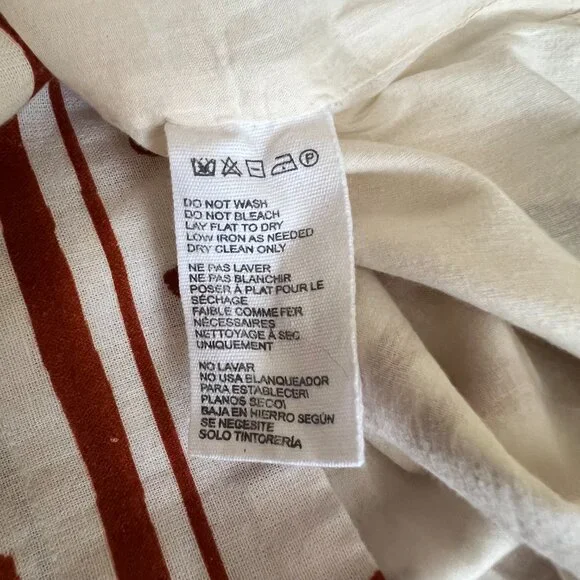 P
DO NOT WASH
DO NOT BLEACH
LAY FLAT TO DRY
LOW IRON AS NEEDED
DRY CLEAN ONLY
NE PAS LAVER
NE PAS BLANCHIR
POSER À PLAT POUR LE
SÉCHAGE
FAIBLE COMME FER
NÉCESSAIRES
NETTOYAGE À SEC
UNIQUEMENT
NO LAVAR
NO USA BLANQUEADOR
PARA ESTABLECERI
PLANOS SECO!
BAJA EN HIERRO SEGÚN
SE NECESITE
SOLO TINTORERÍA